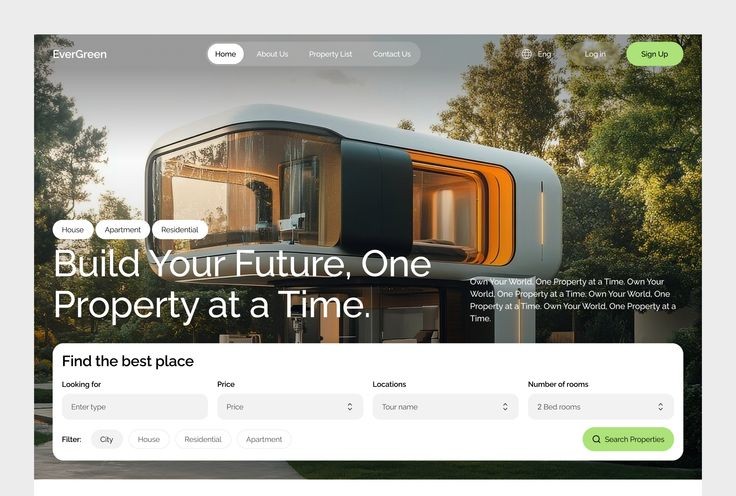 EverGreen
Home
About Us
Property List
Contact Us
Eng
Log in
Sign Up
House
Apartment
Residential
Build Your Future, One
Property at a Time.
Own Your World, One Property at a Time. Own Your
World, One Property at a Time. Own Your World, One
Property at a Time. Own Your World, One Property at a
Time.
Find the best place
Looking for
Price
Locations
Number of rooms
Enter type
Price
Tour name
2 Bed rooms
Filter:
City
House
Residential
Apartment
Search Properties